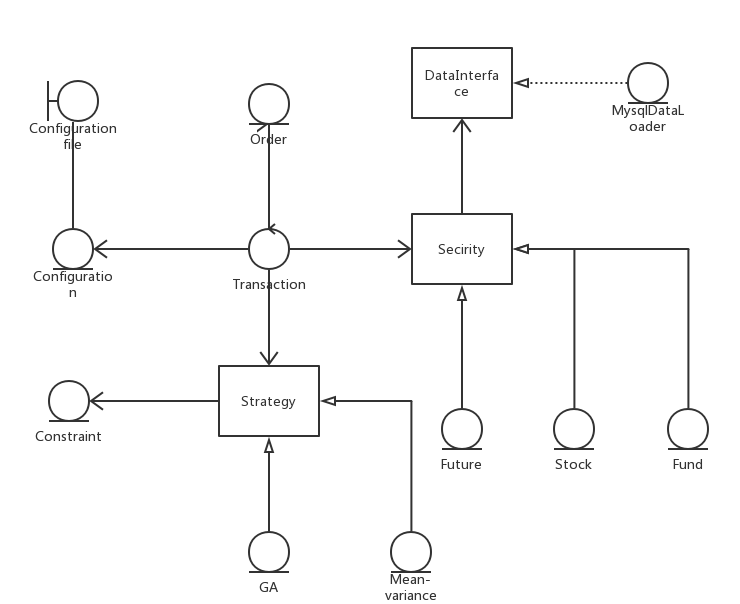 DataInterfa
ce
MysqlDataL
oader
Configuration
file
Order
Secirity
Configuratio
n
Transaction
Strategy
Constraint
Future
Stock
Fund
GA
Mean-
variance